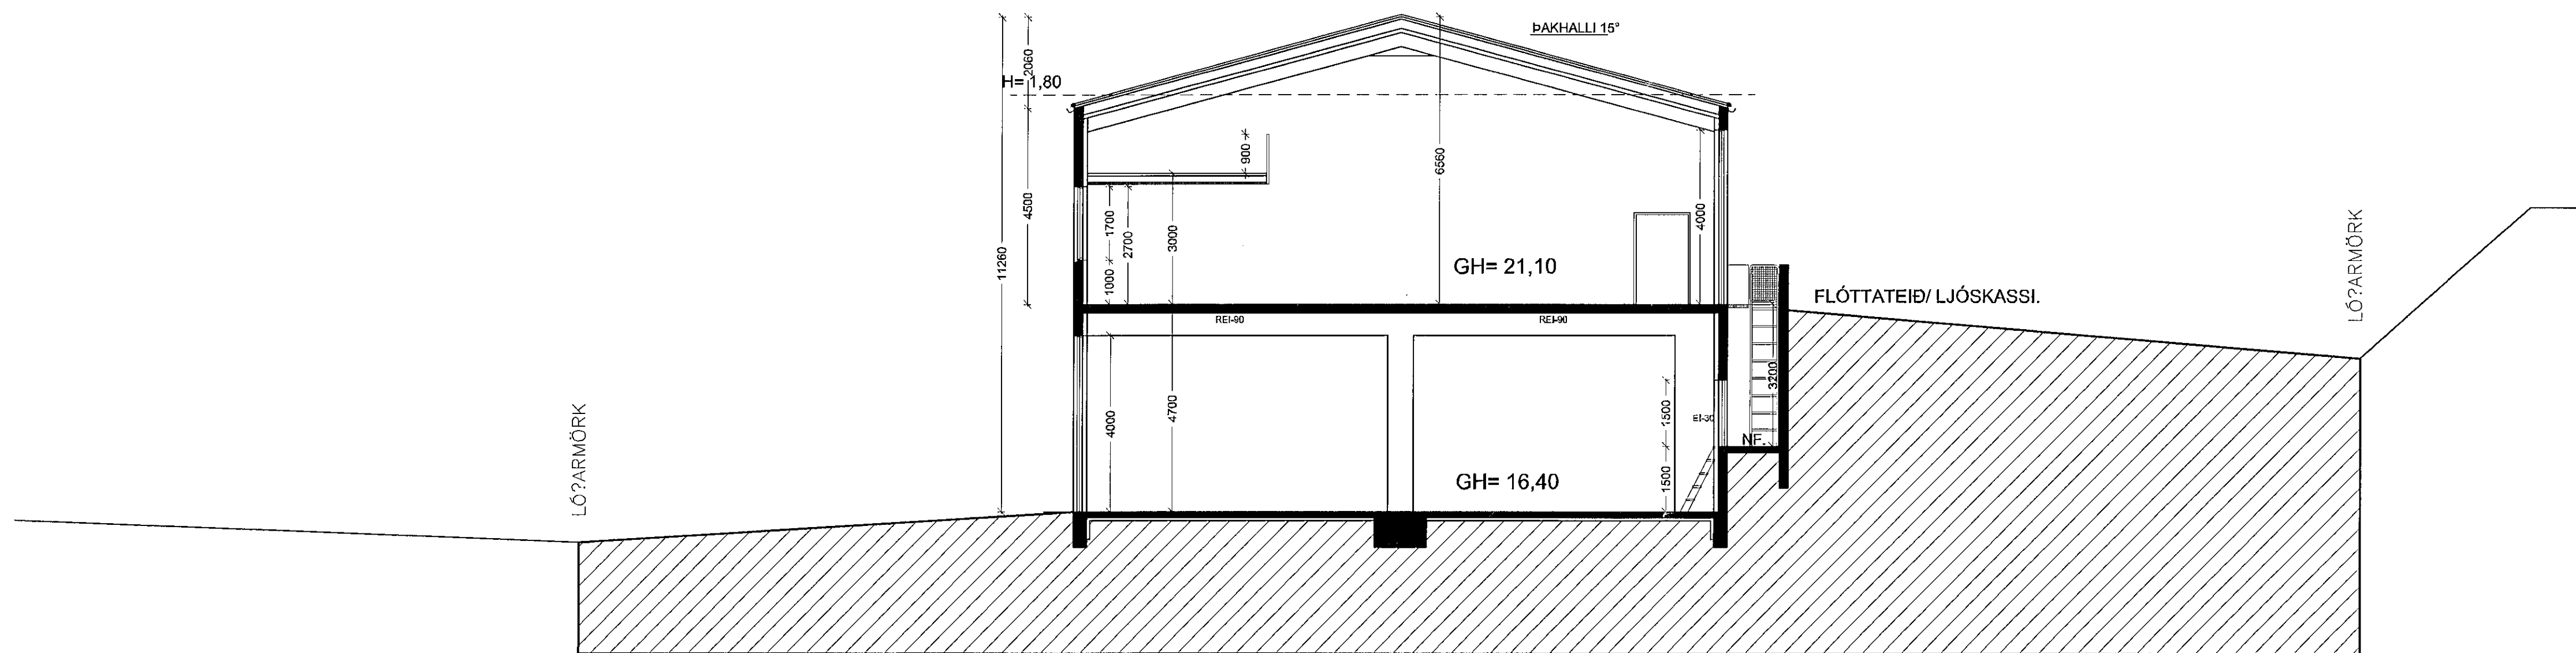 ÞAKHALLI 15°
2060
H= 1,80
900
6560
4500
1700
2700
3000
4000
11260
1000
GH= 21,10
FLÓTTATEIÐ/ LJÓSKASSI.
LÓ?ARMÖRK
REI-90
REI-90
3200
4000
4700
1500
EI-30
NF.
LÓ?ARMÖRK
GH= 16,40
1500